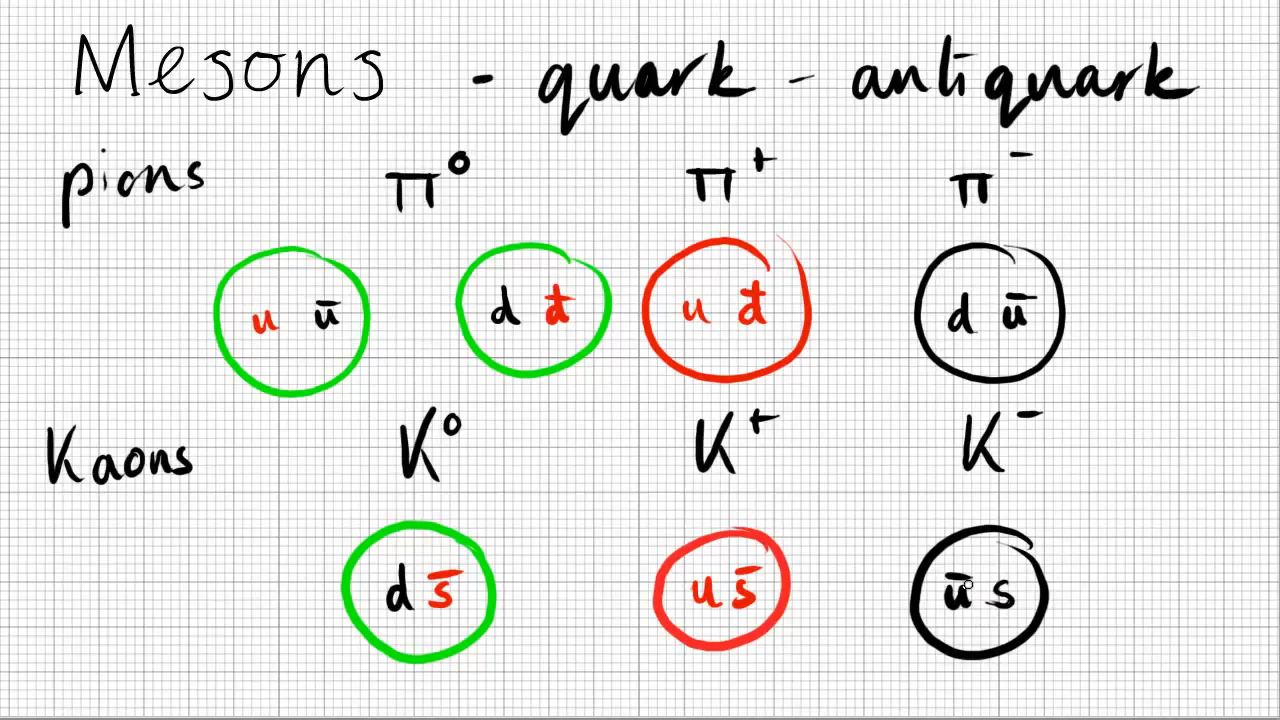 Mesons - quark - antiquark
pions π⁰ π⁺ π⁻
u ū d d̄ u d̄ d ū
Kaons K⁰ K⁺ K⁻
d s̄ u s̄ ū s